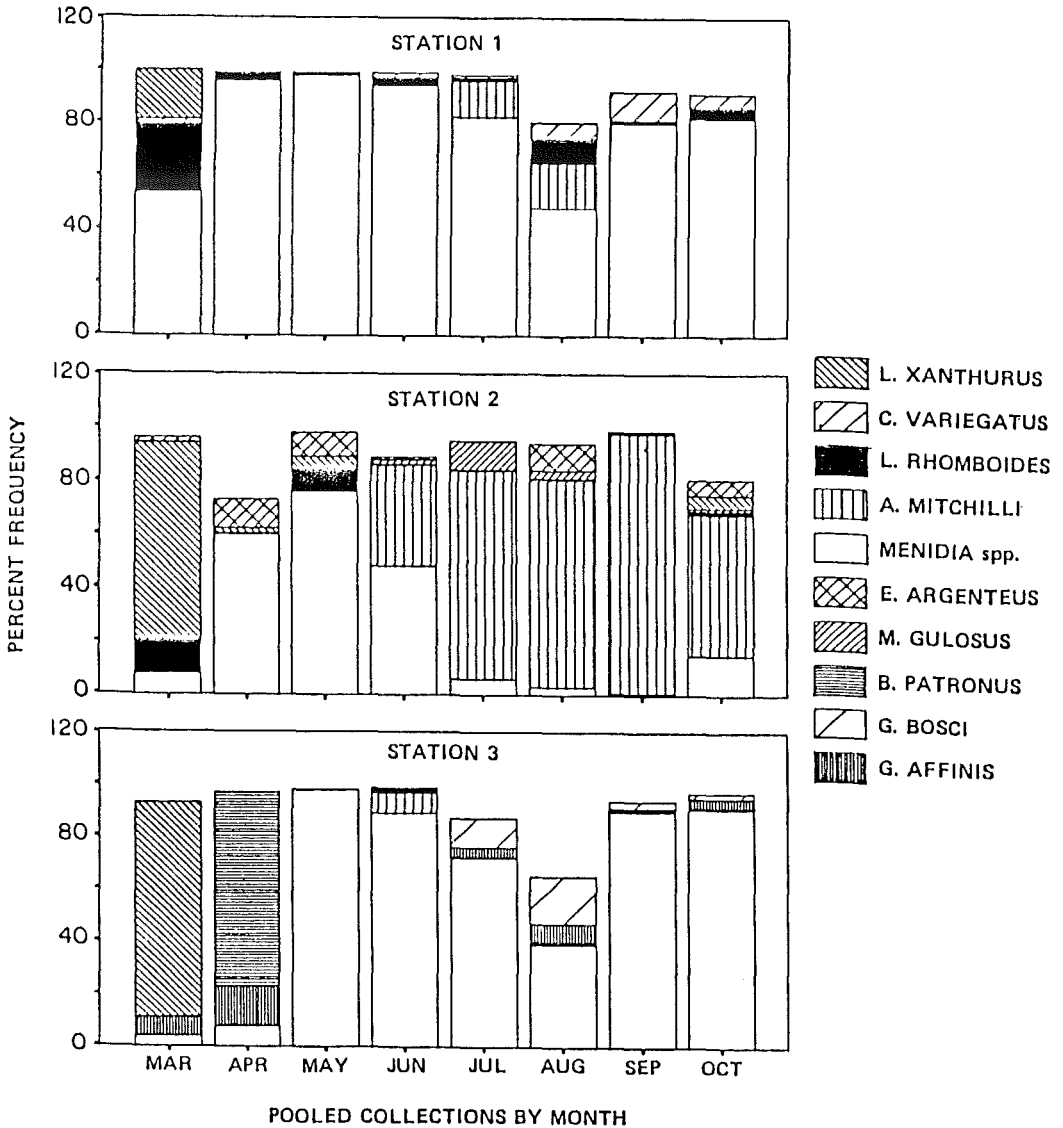 120
80
40
0
STATION 1
120
80
40
0
STATION 2
120
80
40
0
STATION 3
PERCENT FREQUENCY
MAR APR MAY JUN JUL AUG SEP OCT
POOLED COLLECTIONS BY MONTH
L. XANTHURUS
C. VARIEGATUS
L. RHOMBOIDES
A. MITCHILLI
MENIDIA spp.
E. ARGENTEUS
M. GULOSUS
B. PATRONUS
G. BOSCI
G. AFFINIS